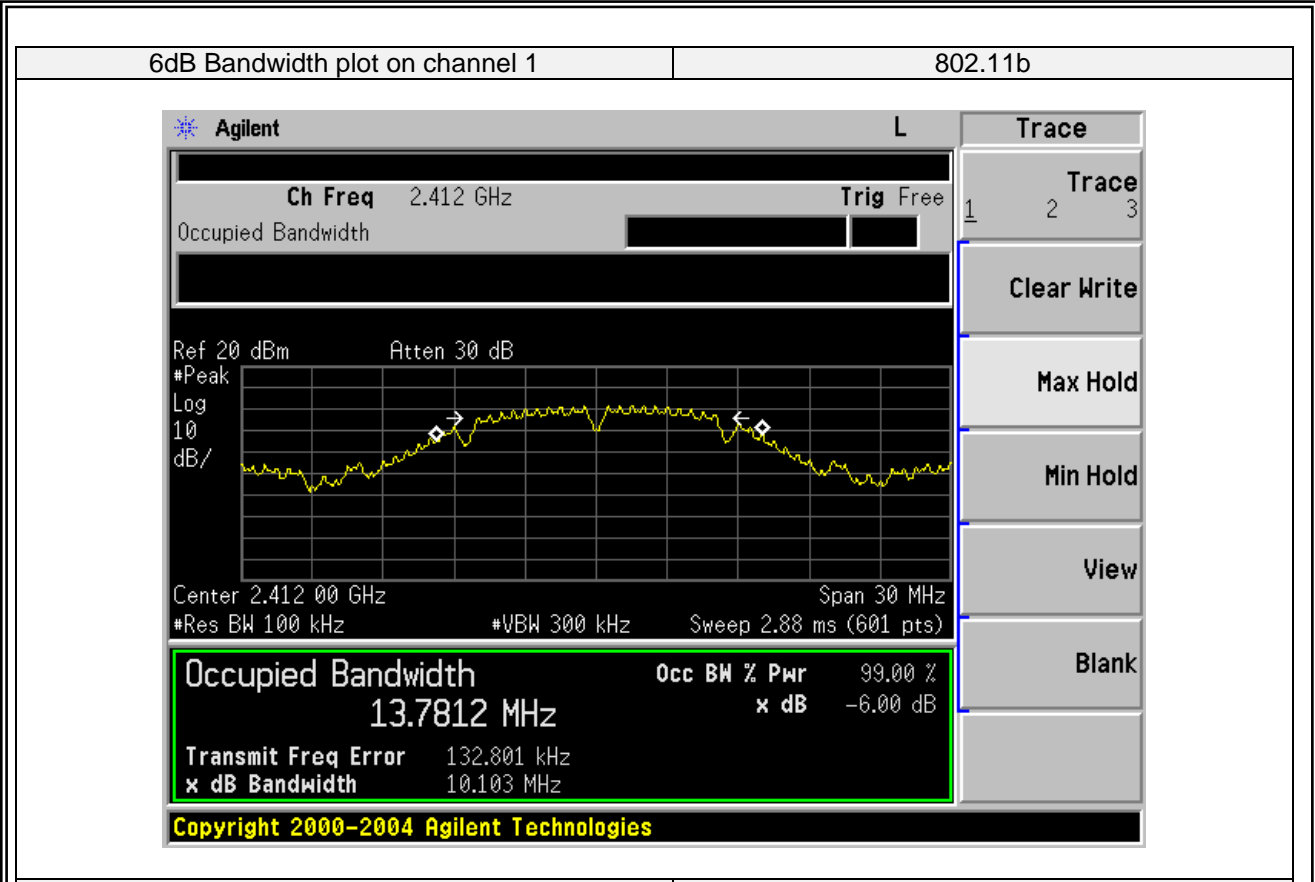 6dB Bandwidth plot on channel 1 802.11b
Agilent L Trace
Ch Freq 2.412 GHz Trig Free
Occupied Bandwidth
Trace
1 2 3
Clear Write
Max Hold
Min Hold
View
Blank
Ref 20 dBm Atten 30 dB
#Peak
Log
10
dB/
Center 2.412 00 GHz Span 30 MHz
#Res BW 100 kHz #VBW 300 kHz Sweep 2.88 ms (601 pts)
Occupied Bandwidth Occ BW % Pwr 99.00 %
13.7812 MHz x dB -6.00 dB
Transmit Freq Error 132.801 kHz
x dB Bandwidth 10.103 MHz
Copyright 2000-2004 Agilent Technologies